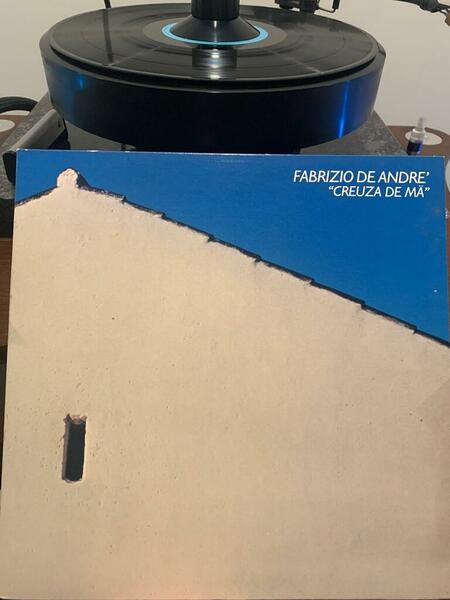 FABRIZIO DE ANDRE'
"CREUZA DE MÄ"